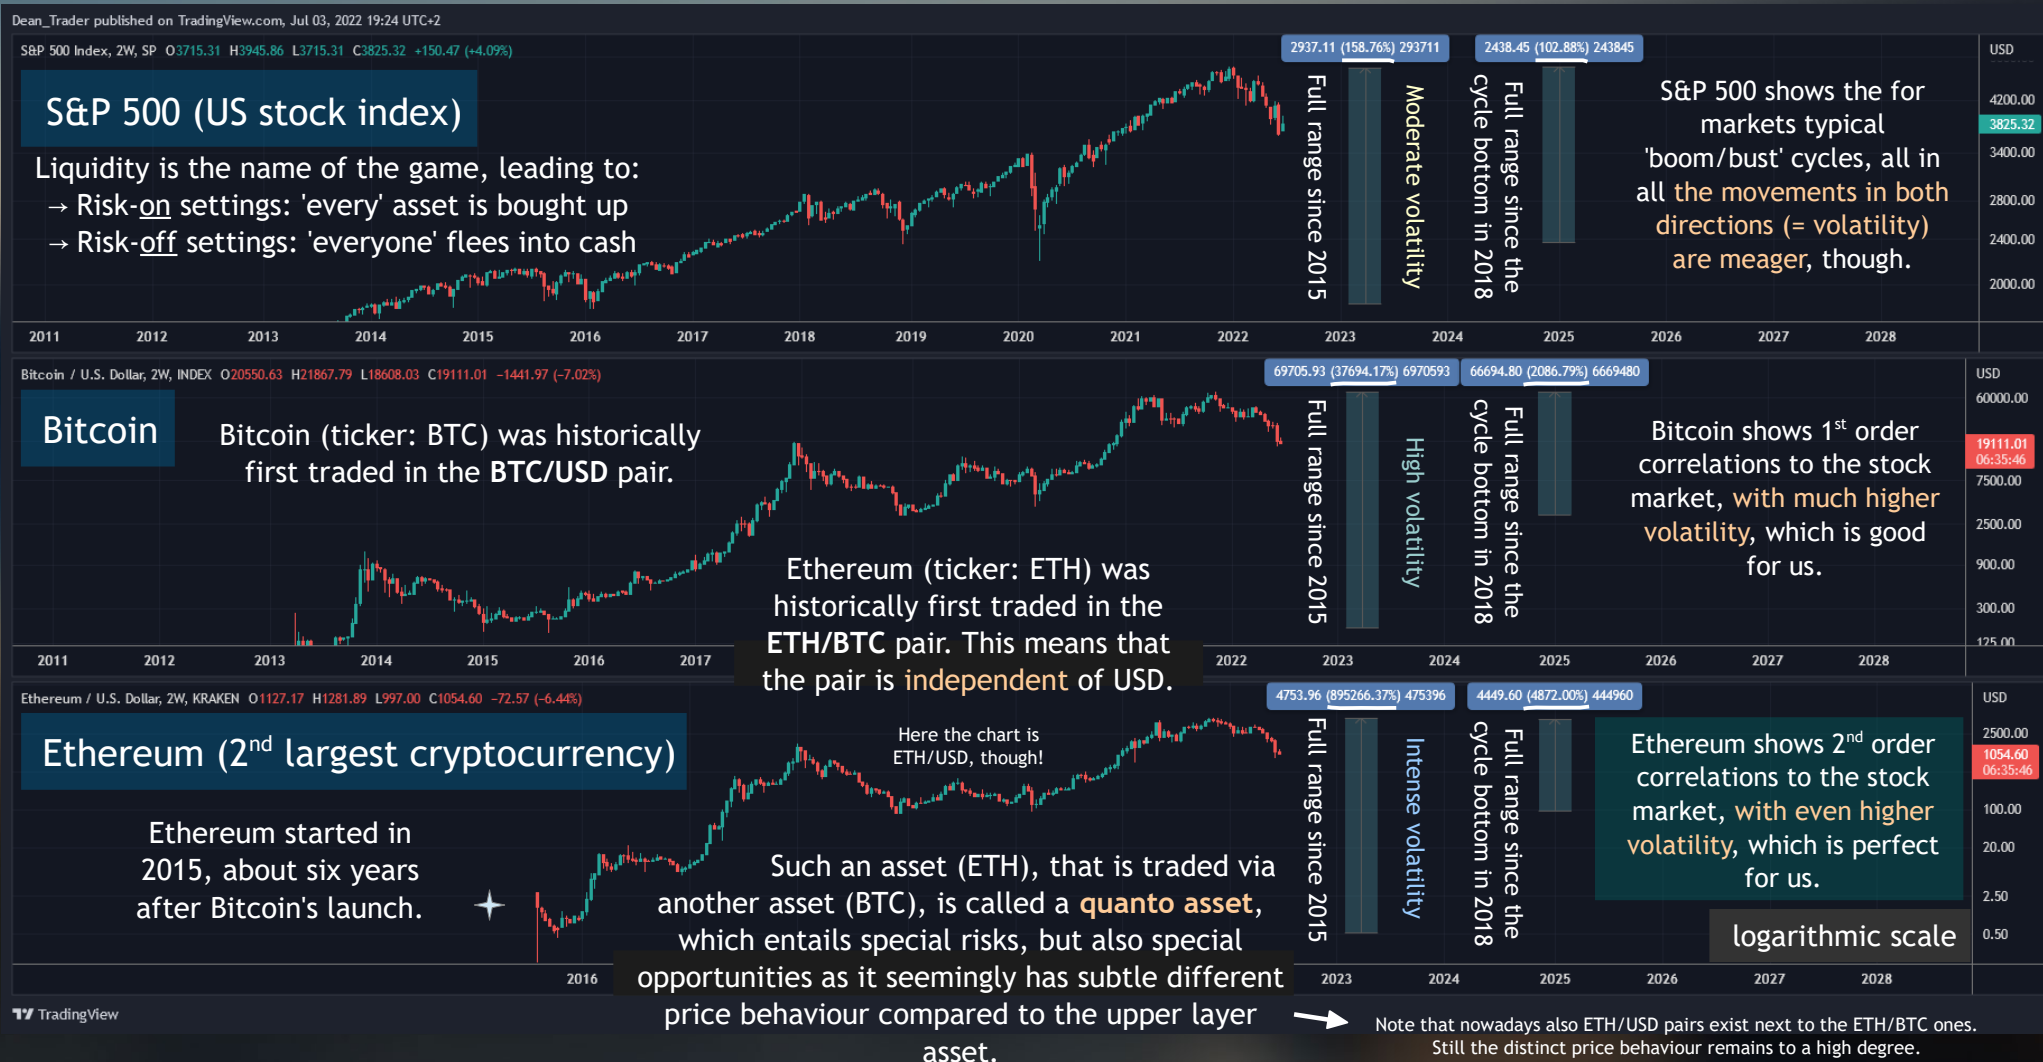 Dean_Trader published on TradingView.com, Jul 03, 2022 19:24 UTC+2
S&P 500 Index, 2W, SP O3715.31 H3945.86 L3715.31 C3825.32 +150.47 (+4.09%)
S&P 500 (US stock index)
Liquidity is the name of the game, leading to:
→ Risk-on settings: 'every' asset is bought up
→ Risk-off settings: 'everyone' flees into cash
2937.11 (158.76%) 293711
Full range since 2015
Moderate volatility
2438.45 (102.88%) 243845
Full range since the
cycle bottom in 2018
S&P 500 shows the for
markets typical
'boom/bust' cycles, all in
all the movements in both
directions (= volatility)
are meager, though.
USD
4200.00
3825.32
3400.00
2800.00
2400.00
2000.00
2011 2012 2013 2014 2015 2016 2017 2018 2019 2020 2021 2022 2023 2024 2025 2026 2027 2028
Bitcoin / U.S. Dollar, 2W, INDEX O20550.63 H21867.79 L18608.03 C19111.01 −1441.97 (−7.02%)
Bitcoin
Bitcoin (ticker: BTC) was historically
first traded in the BTC/USD pair.
69705.93 (37694.17%) 6970593
Full range since 2015
High volatility
66694.80 (2086.79%) 6669480
Full range since the
cycle bottom in 2018
Bitcoin shows 1st order
correlations to the stock
market, with much higher
volatility, which is good
for us.
USD
60000.00
19111.01
06:35:46
7500.00
2500.00
900.00
300.00
125.00
Ethereum (ticker: ETH) was
historically first traded in the
ETH/BTC pair. This means that
the pair is independent of USD.
2011 2012 2013 2014 2015 2016 2017 2022 2023 2024 2025 2026 2027 2028
Ethereum / U.S. Dollar, 2W, KRAKEN O1127.17 H1281.89 L997.00 C1054.60 −72.57 (−6.44%)
Ethereum (2nd largest cryptocurrency)
Here the chart is
ETH/USD, though!
Ethereum started in
2015, about six years
after Bitcoin's launch.
4753.96 (895266.37%) 475396
Full range since 2015
Intense volatility
4449.60 (4872.00%) 444960
Full range since the
cycle bottom in 2018
Ethereum shows 2nd order
correlations to the stock
market, with even higher
volatility, which is perfect
for us.
logarithmic scale
USD
2500.00
1054.60
06:35:46
100.00
20.00
2.50
0.50
Such an asset (ETH), that is traded via
another asset (BTC), is called a quanto asset,
which entails special risks, but also special
opportunities as it seemingly has subtle different
price behaviour compared to the upper layer
asset.
2016 2023 2024 2025 2026 2027 2028
TradingView
Note that nowadays also ETH/USD pairs exist next to the ETH/BTC ones.
Still the distinct price behaviour remains to a high degree.